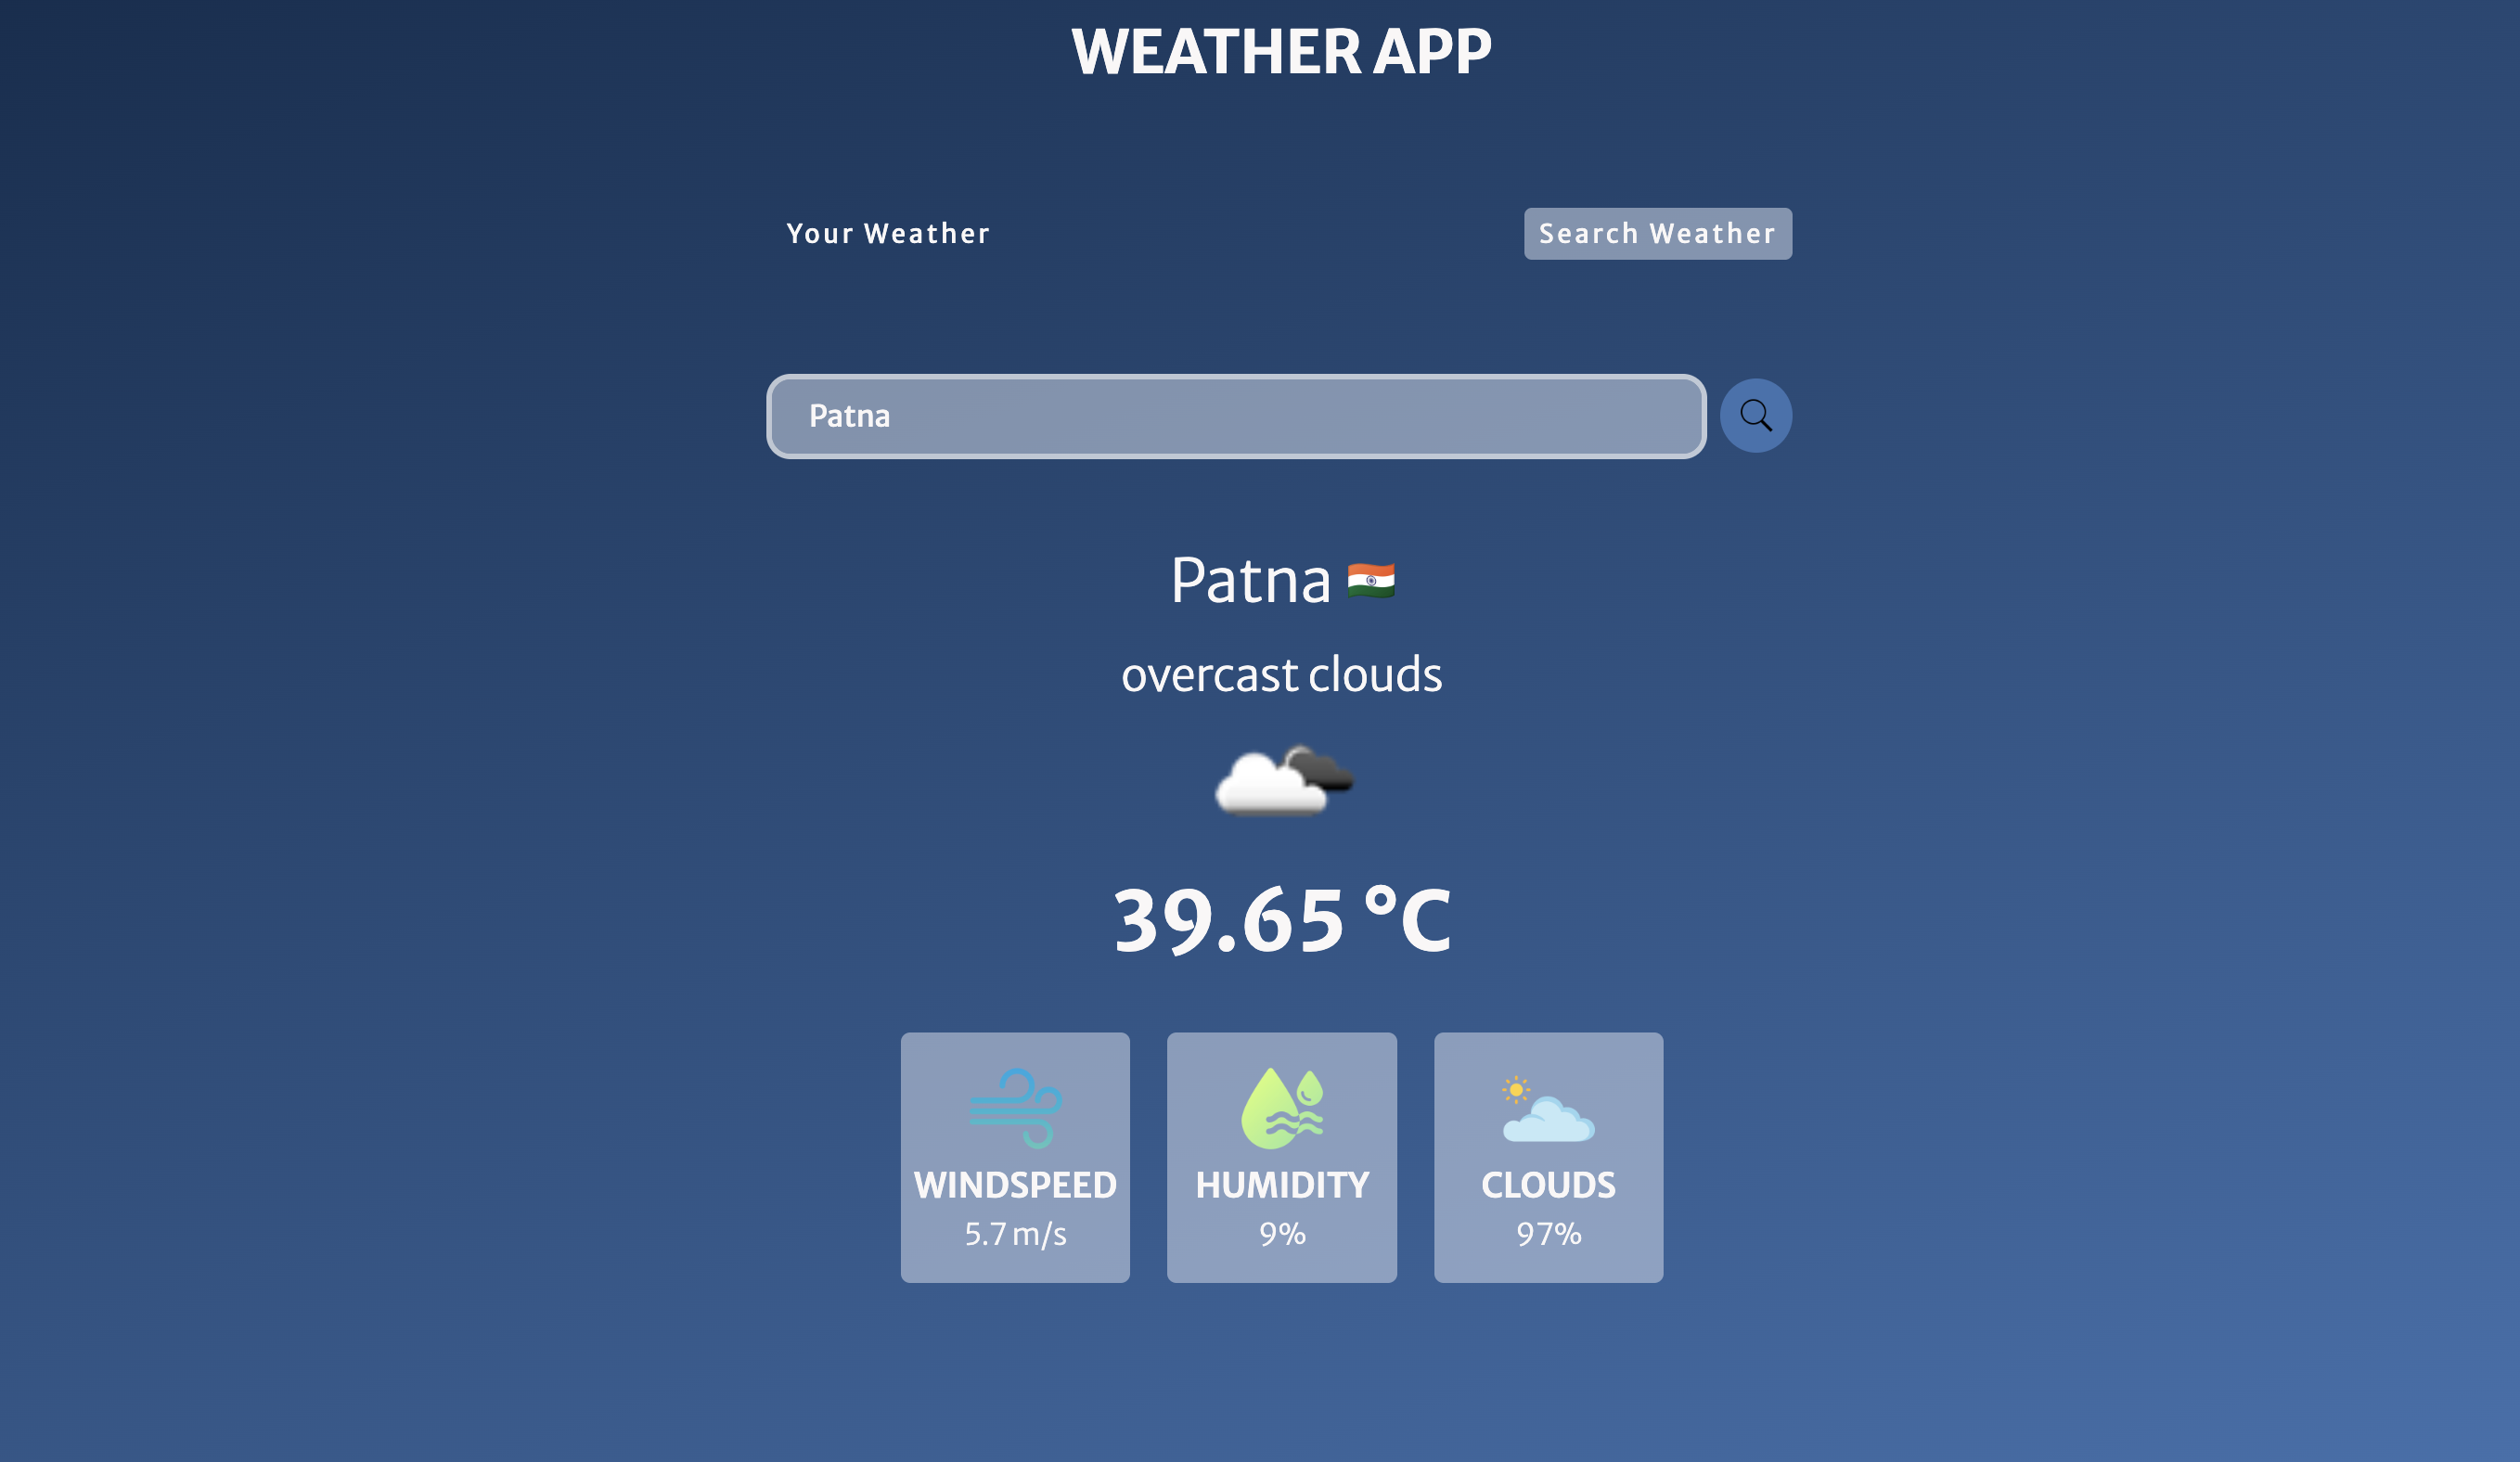 WEATHER APP
Your Weather
Search Weather
Patna
Patna
overcast clouds
39.65 °C
WINDSPEED
5.7 m/s
HUMIDITY
9%
CLOUDS
97%